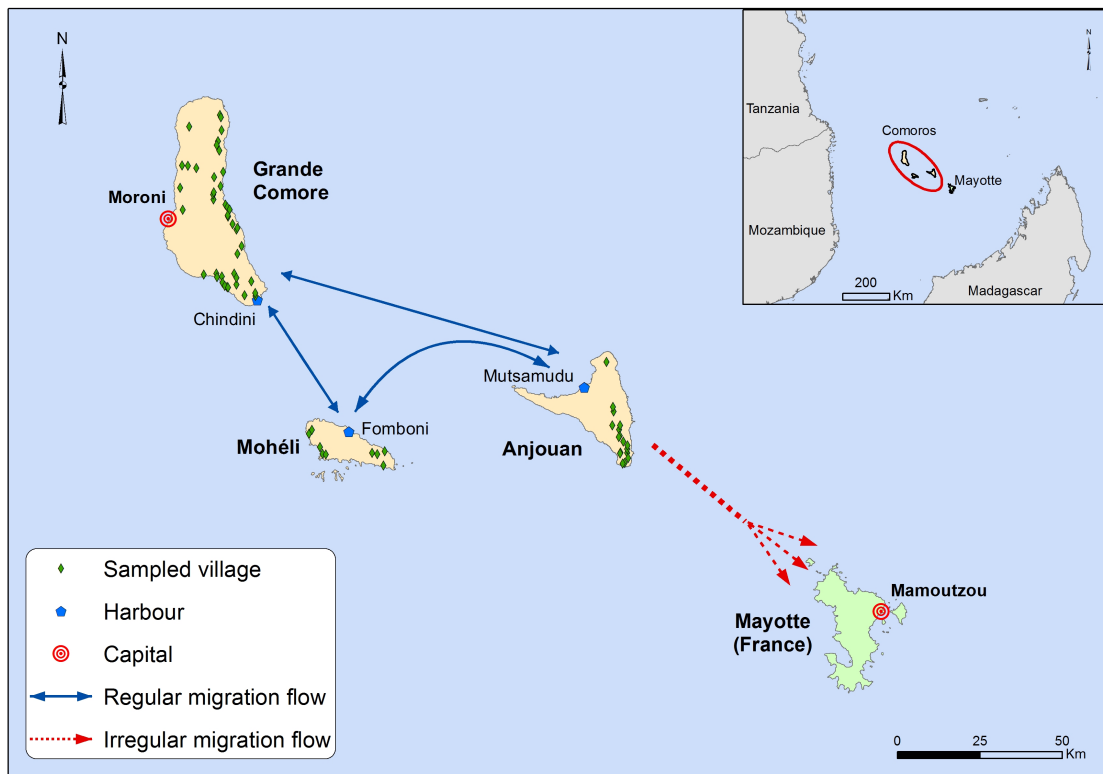 N
Grande
Comore
Moroni
Chindini
Mutsamudu
Fomboni
Mohéli
Anjouan
Mamoutzou
Mayotte
(France)
N
Tanzania
Comoros
Mayotte
Mozambique
200
Km
Madagascar
Sampled village
Harbour
Capital
Regular migration flow
Irregular migration flow
0 25 50
Km